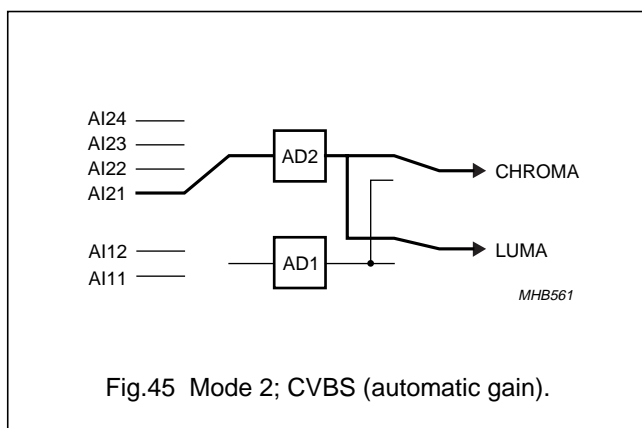 AI24
AI23
AI22
AI21
AD2
CHROMA
AI12
AI11
AD1
LUMA
MHB561
Fig.45 Mode 2; CVBS (automatic gain).